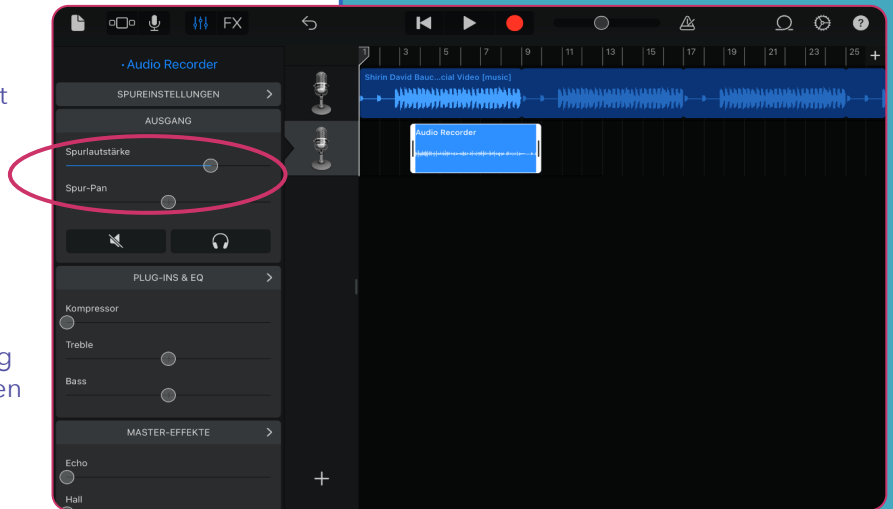 t
g
en
FX
?
· Audio Recorder
SPUREINSTELLUNGEN
AUSGANG
Spurlautstärke
Spur-Pan
PLUG-INS & EQ
Kompressor
Treble
Bass
MASTER-EFFEKTE
Echo
Hall
1 3 5 7 9 11 13 15 17 19 21 23 25 +
Shirin David Bauc...cial Video [music]
Audio Recorder
+